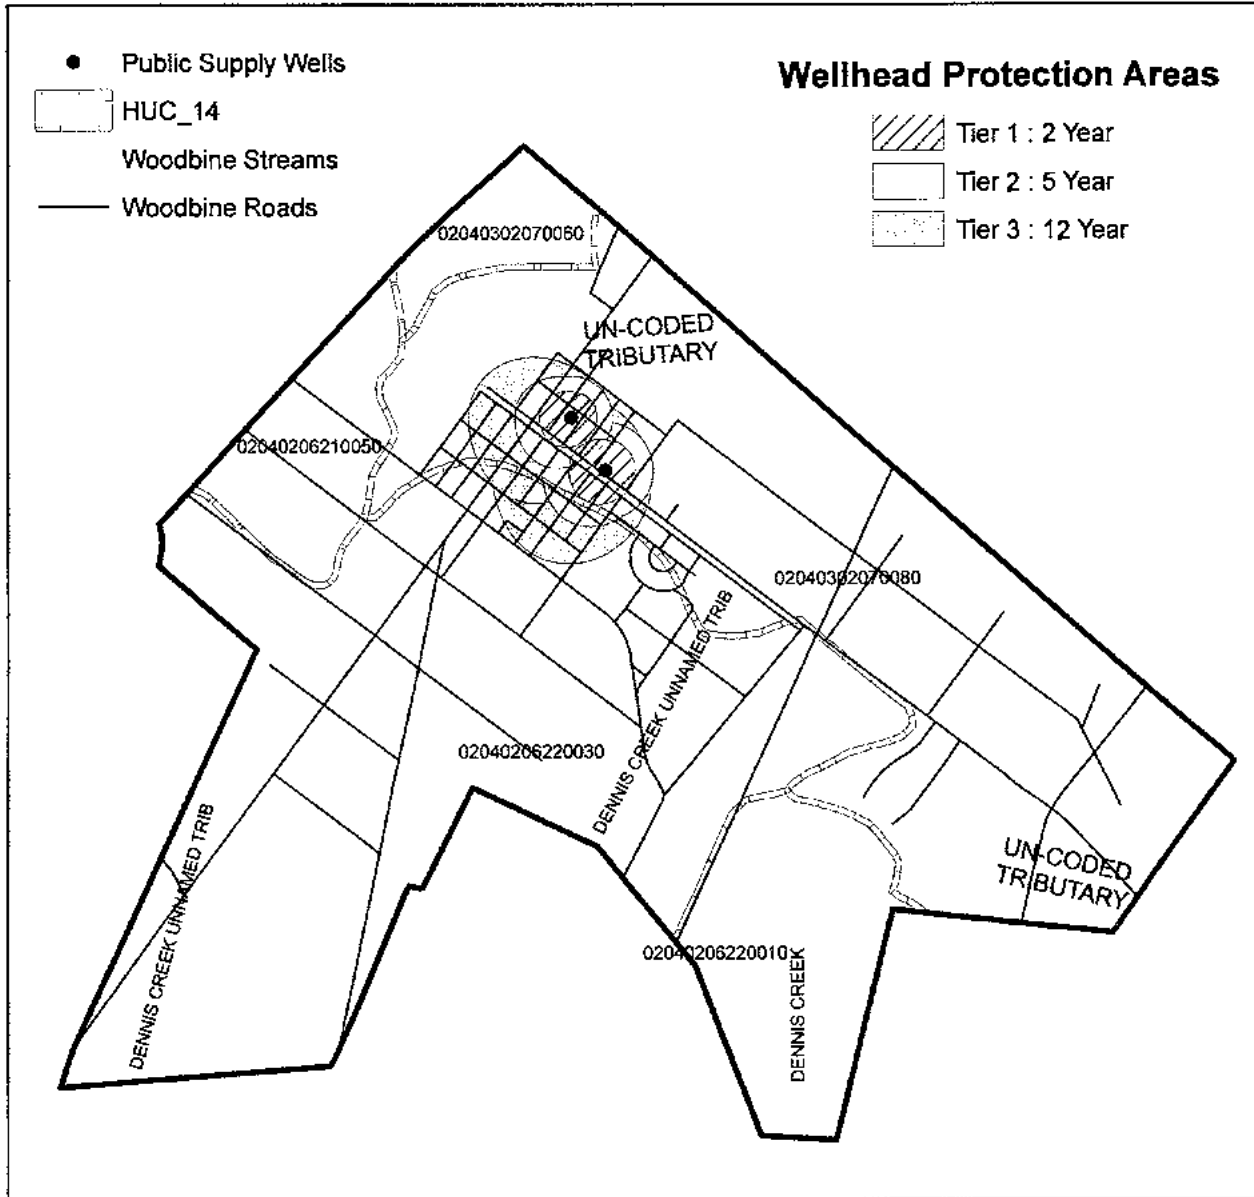 Public Supply Wells
HUC_14
Woodbine Streams
Woodbine Roads
Wellhead Protection Areas
Tier 1 : 2 Year
Tier 2 : 5 Year
Tier 3 : 12 Year
02040302070060
UN-CODED
TRIBUTARY
02040206210050
02040302070080
DENNIS CREEK UNNAMED TRIB
02040206220030
DENNIS CREEK UNNAMED TRIB
UN-CODED
TRIBUTARY
02040206220010
DENNIS CREEK